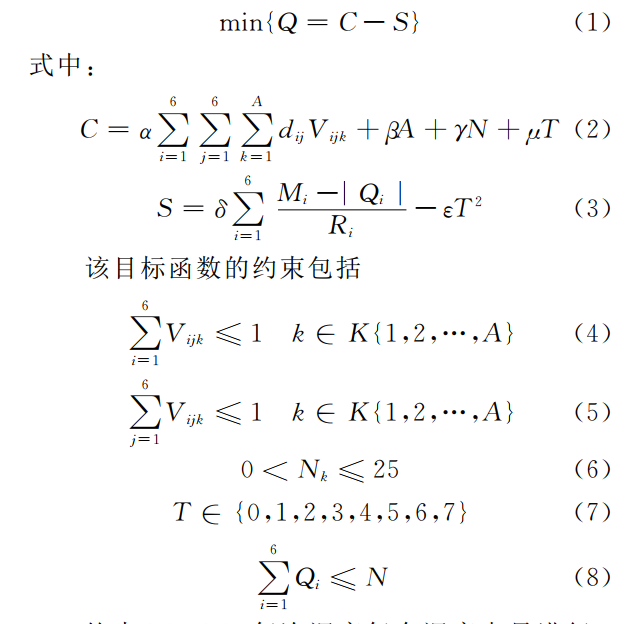 min{Q = C − S} (1)
式中：
C = α∑_{i=1}^{6}∑_{j=1}^{6}∑_{k=1}^{A} d_{ij}V_{ijk} + βA + γN + μT (2)
S = δ∑_{i=1}^{6} (M_i − | Q_i |)/R_i − εT² (3)
该目标函数的约束包括
∑_{i=1}^{6} V_{ijk} ⩽ 1 k ∈ K{1,2,…,A} (4)
∑_{j=1}^{6} V_{ijk} ⩽ 1 k ∈ K{1,2,…,A} (5)
0 < N_k ⩽ 25 (6)
T ∈ {0,1,2,3,4,5,6,7} (7)
∑_{i=1}^{6} Q_i ⩽ N (8)